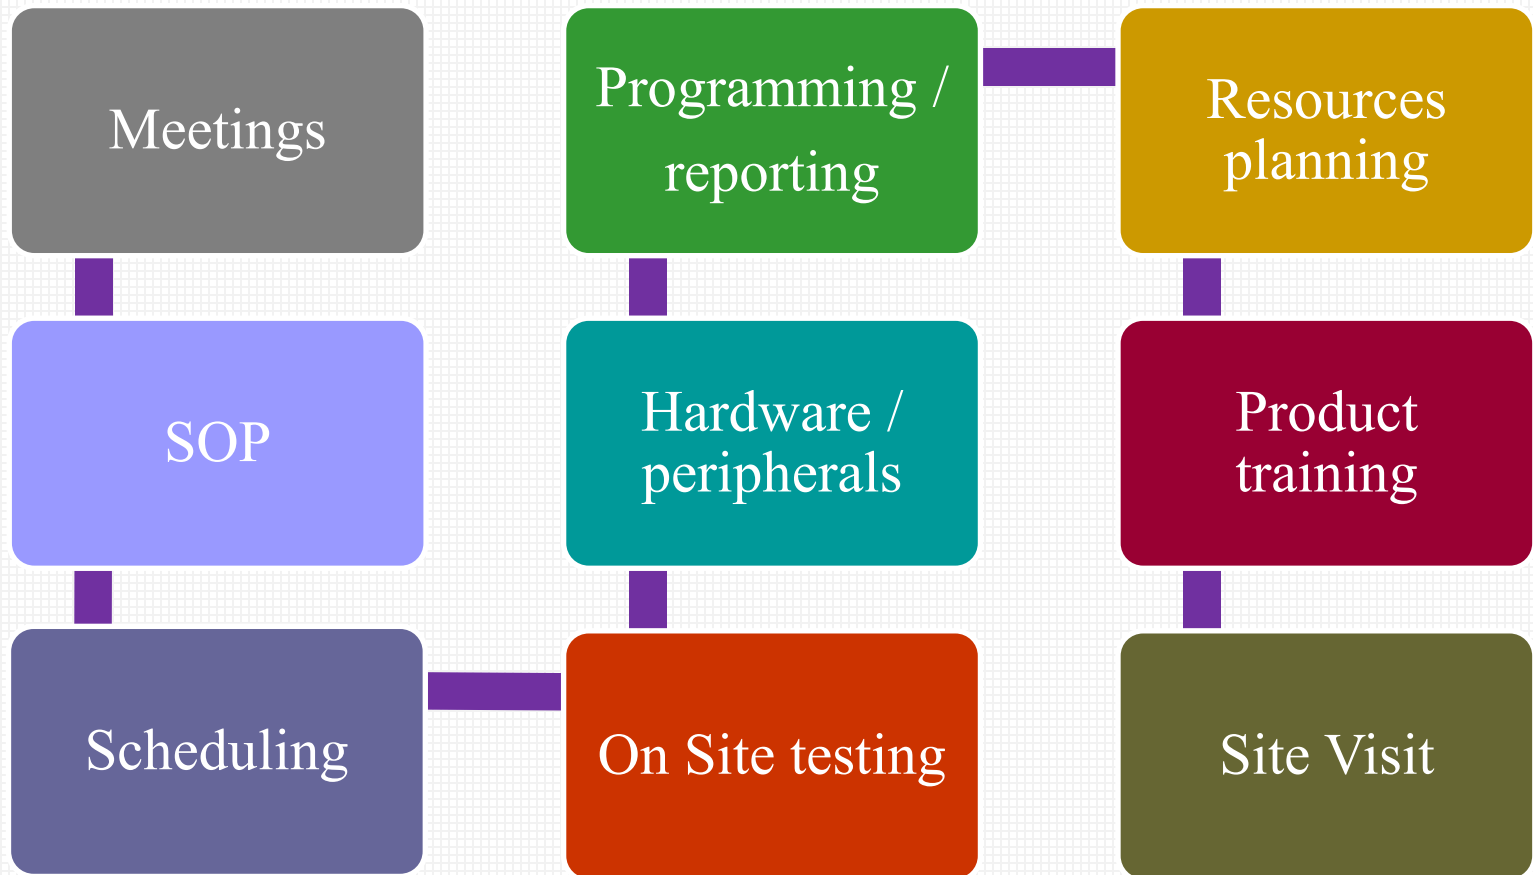 Meetings
SOP
Scheduling
On Site testing
Hardware /
peripherals
Programming /
reporting
Resources
planning
Product
training
Site Visit